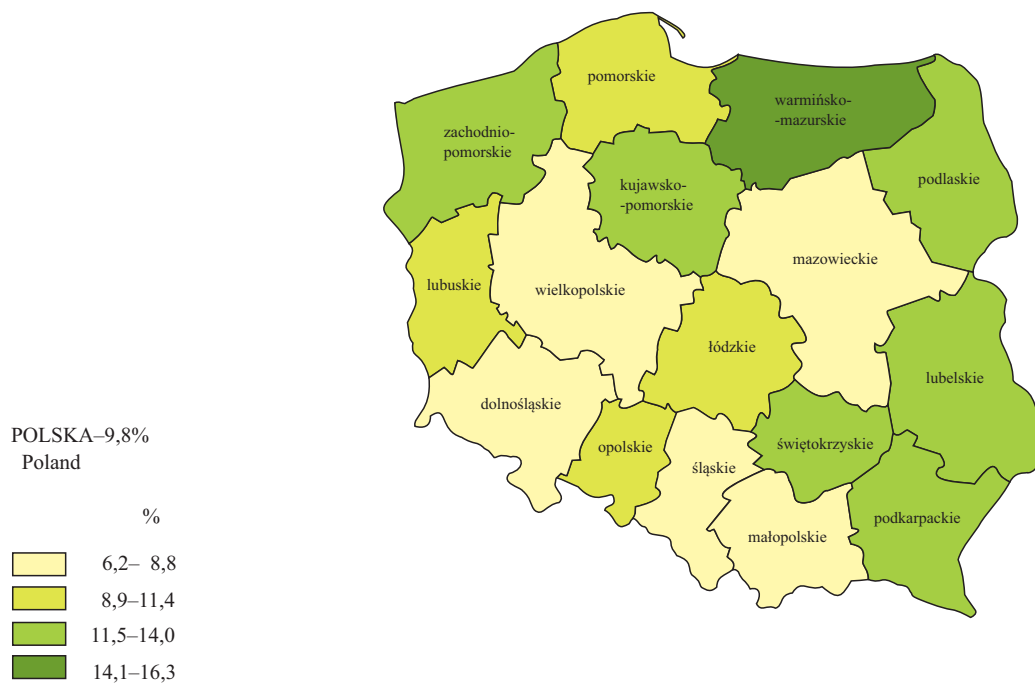 pomorskie
warmińsko-
-mazurskie
zachodnio-
pomorskie
podlaskie
kujawsko-
-pomorskie
mazowieckie
lubuskie
wielkopolskie
łódzkie
lubelskie
dolnośląskie
opolskie
świętokrzyskie
śląskie
podkarpackie
małopolskie
POLSKA–9,8%
Poland
%
6,2– 8,8
8,9–11,4
11,5–14,0
14,1–16,3